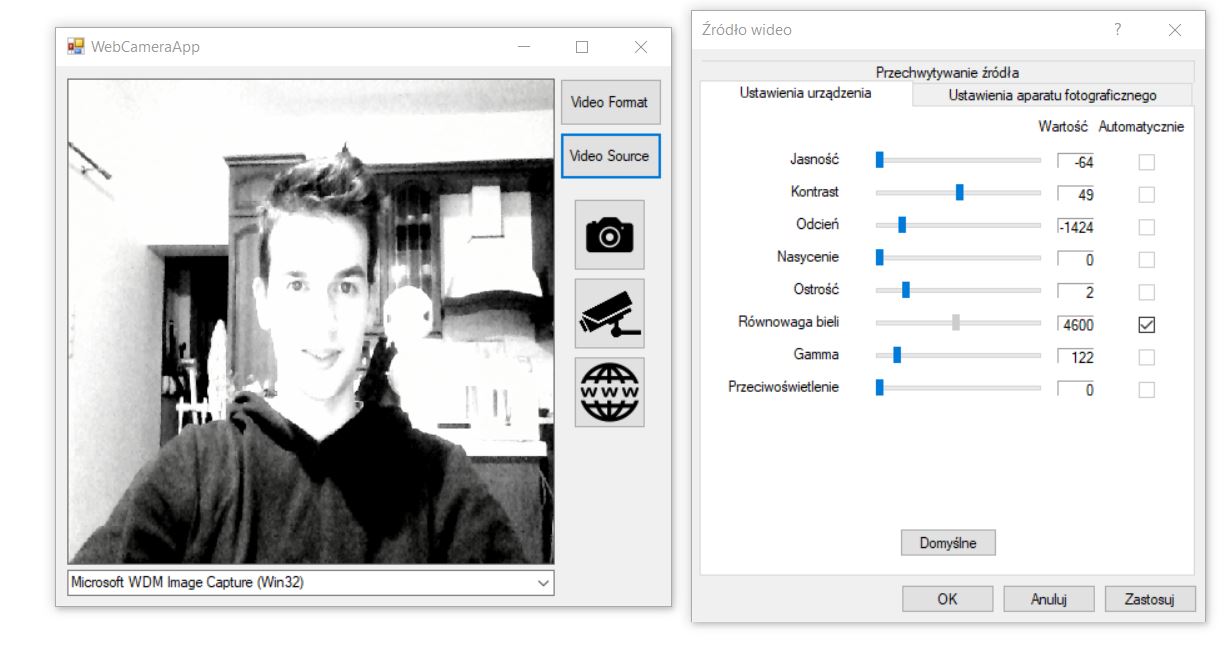 WebCameraApp
Video Format
Video Source
WWW
Microsoft WDM Image Capture (Win32)
Źródło wideo
?
Przechwytywanie źródła
Ustawienia urządzenia
Ustawienia aparatu fotograficznego
Wartość Automatycznie
Jasność -64
Kontrast 49
Odcień -1424
Nasycenie 0
Ostrość 2
Równowaga bieli 4600
Gamma 122
Przeciwoświetlenie 0
Domyślne
OK Anuluj Zastosuj